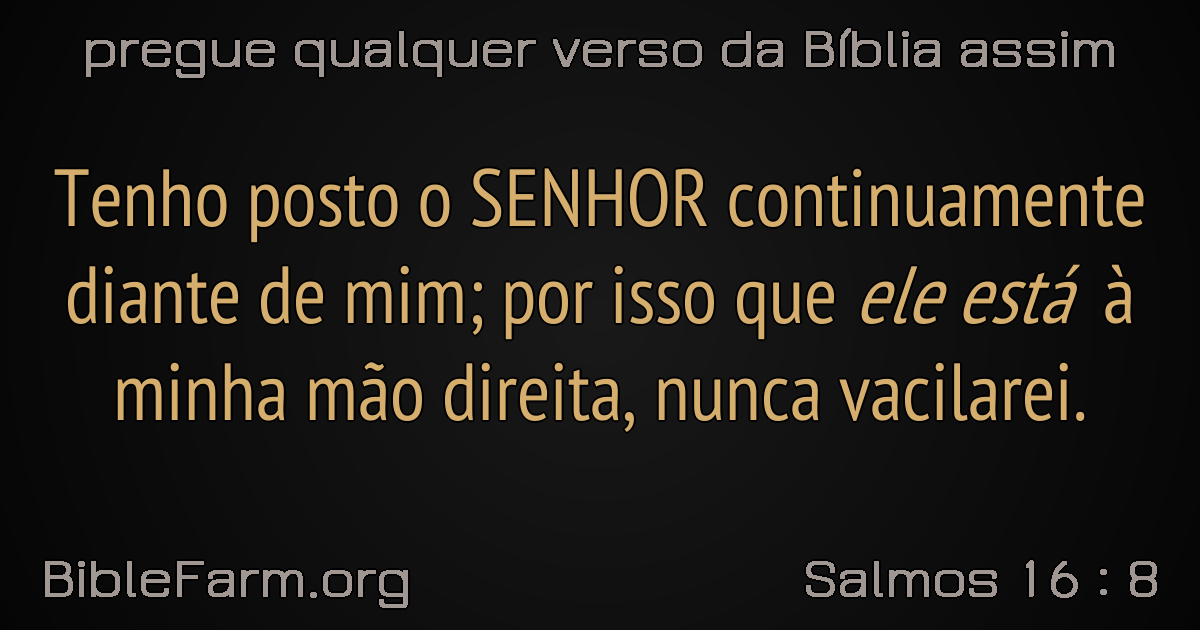 pregue qualquer verso da Bíblia assim
Tenho posto o SENHOR continuamente
diante de mim; por isso que ele está à
minha mão direita, nunca vacilarei.
BibleFarm.org
Salmos 16 : 8